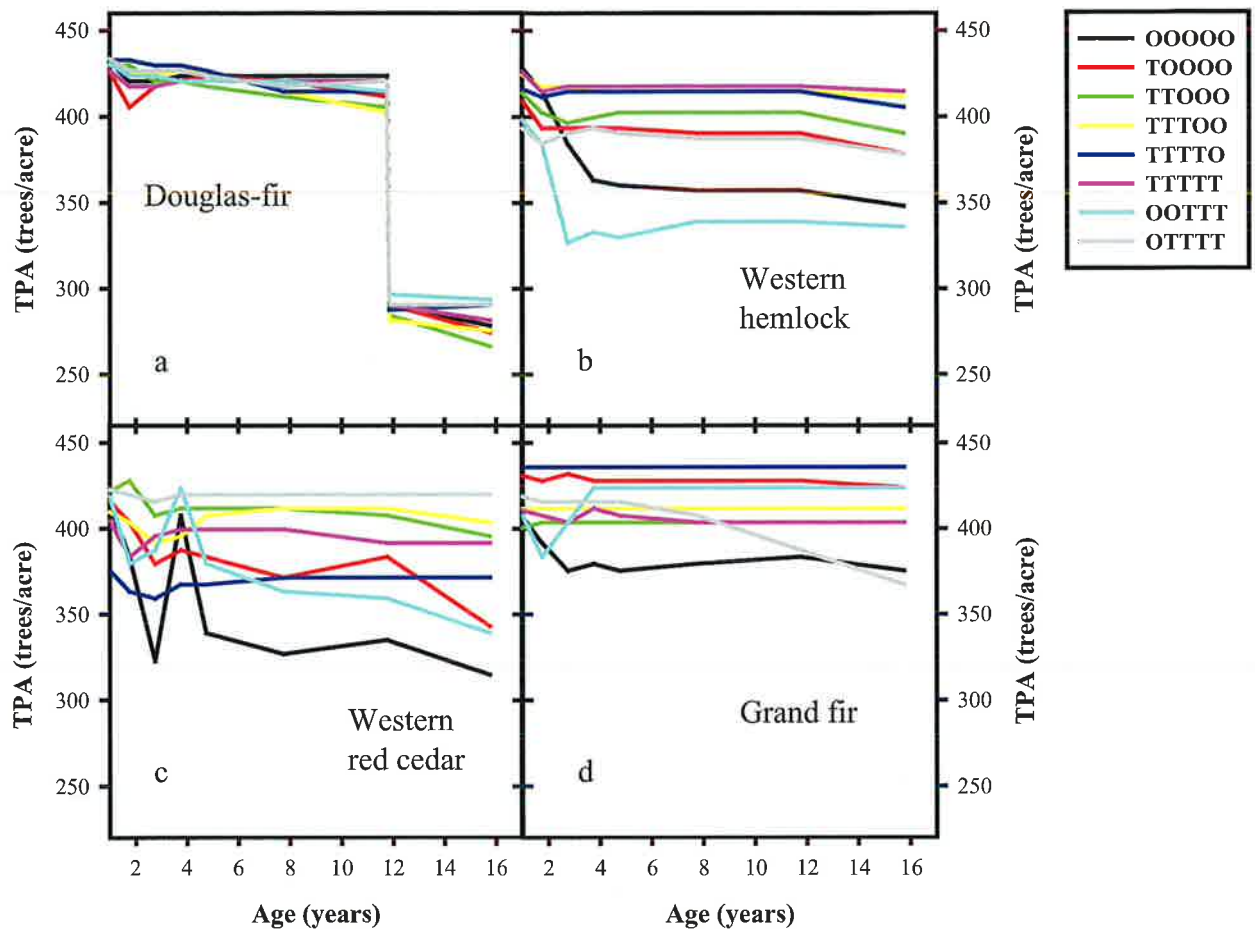 450
400
350
300
250
TPA (trees/acre)
Douglas-fir
a
450
400
350
300
250
TPA (trees/acre)
Western
hemlock
b
OOOOO
TOOOO
TTOOO
TTTOO
TTTTO
TTTTT
OOTTT
OTTTT
450
400
350
300
250
TPA (trees/acre)
Western
red cedar
c
2 4 6 8 10 12 14 16
Age (years)
450
400
350
300
250
TPA (trees/acre)
Grand fir
d
2 4 6 8 10 12 14 16
Age (years)